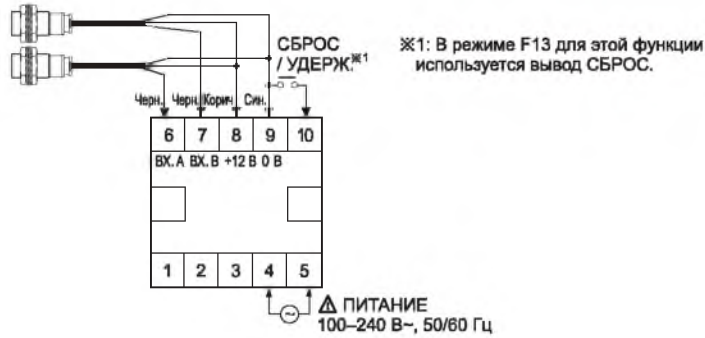 СБРОС
/ УДЕРЖ.※1
※1: В режиме F13 для этой функции
используется вывод СБРОС.
Черн. Черн. Корич. Син.
6 7 8 9 10
ВХ. А ВХ. В +12 В 0 В
1 2 3 4 5
⚠ ПИТАНИЕ
100–240 В~, 50/60 Гц